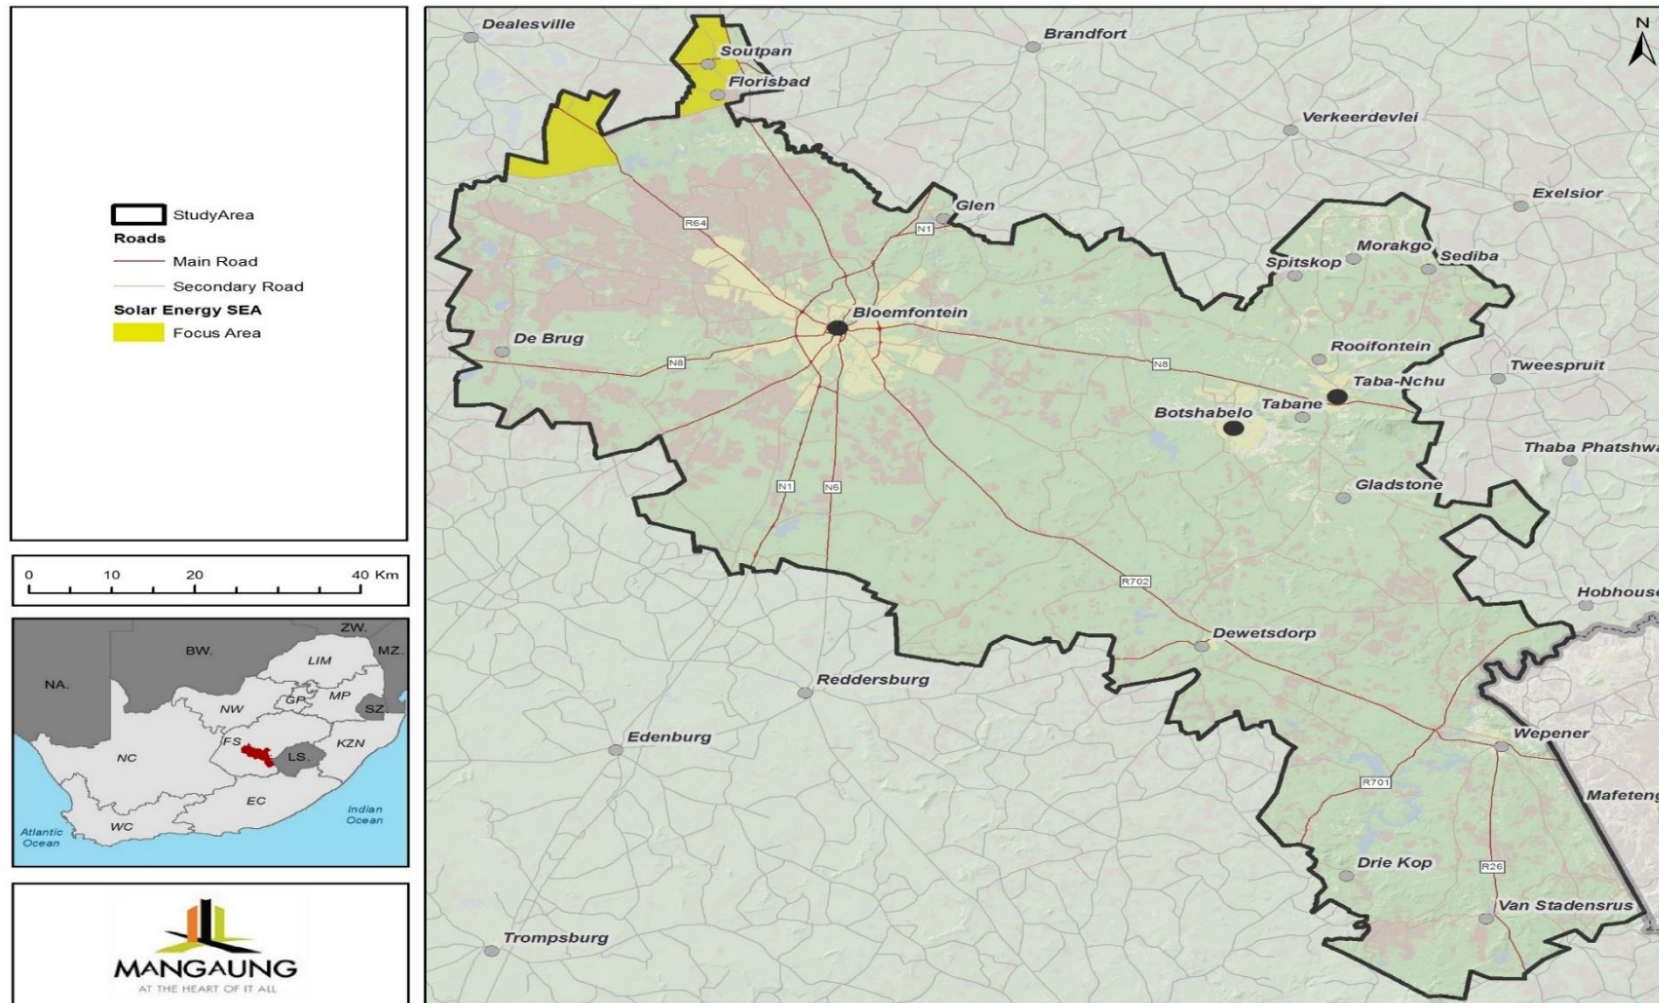 StudyArea
Roads
Main Road
Secondary Road
Solar Energy SEA
Focus Area
0 10 20 40 Km
ZW.
BW.
MZ.
LIM
NA.
GP
MP
NW
SZ.
FS
KZN
NC
LS.
EC
Indian
Ocean
WC
Atlantic
Ocean
MANGAUNG
AT THE HEART OF IT ALL
N
Dealesville
Brandfort
Soutpan
Florisbad
Verkeerdevlei
Exelsior
Glen
R64
N1
Morakgo
Sediba
Spitskop
Bloemfontein
De Brug
N8
N8
Rooifontein
Tweespruit
Taba-Nchu
Tabane
Botshabelo
Thaba Phatshwa
Gladstone
N1
N6
R702
Hobhouse
Dewetsdorp
Reddersburg
Edenburg
Wepener
R701
Mafeteng
Drie Kop
R26
Van Stadensrus
Trompsburg